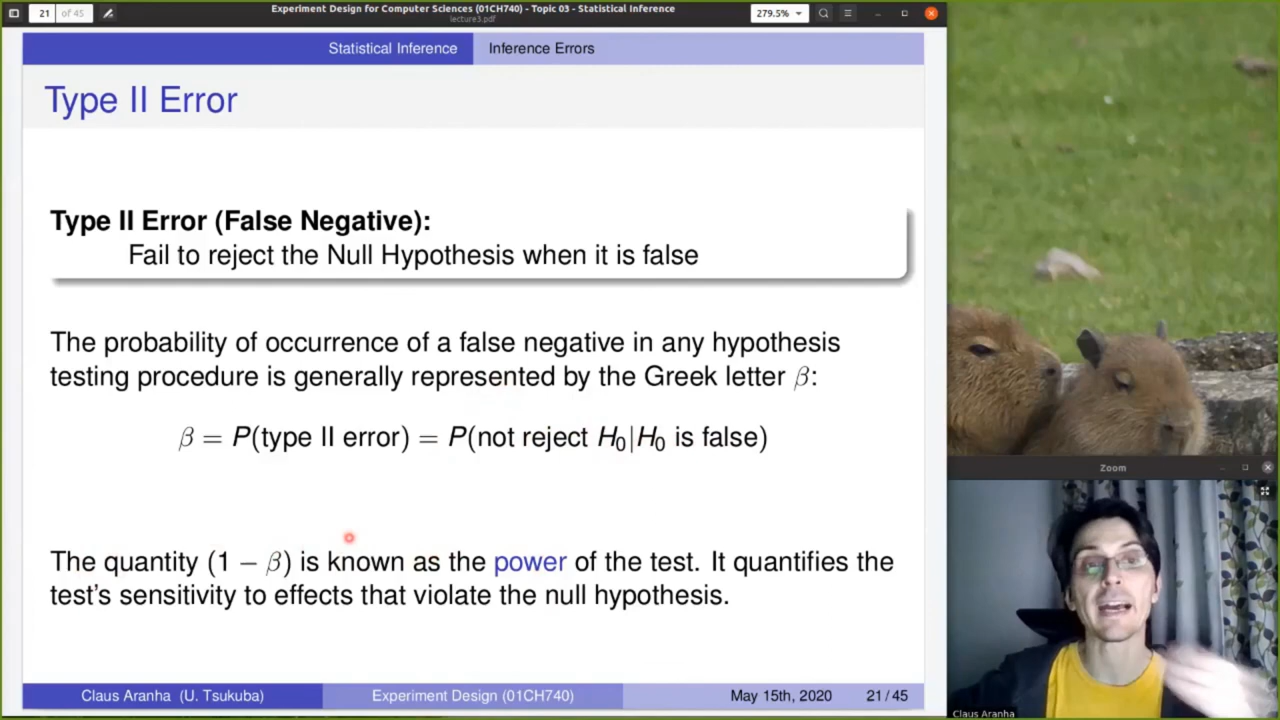 21 of 45
Experiment Design for Computer Sciences (01CH740) - Topic 03 - Statistical Inference
lecture3.pdf
279.5%
Statistical Inference Inference Errors
Type II Error
Type II Error (False Negative):
Fail to reject the Null Hypothesis when it is false
The probability of occurrence of a false negative in any hypothesis
testing procedure is generally represented by the Greek letter β:
β = P(type II error) = P(not reject H₀|H₀ is false)
The quantity (1 − β) is known as the power of the test. It quantifies the
test's sensitivity to effects that violate the null hypothesis.
Claus Aranha (U. Tsukuba) Experiment Design (01CH740) May 15th, 2020 21 / 45
Zoom
Claus Aranha